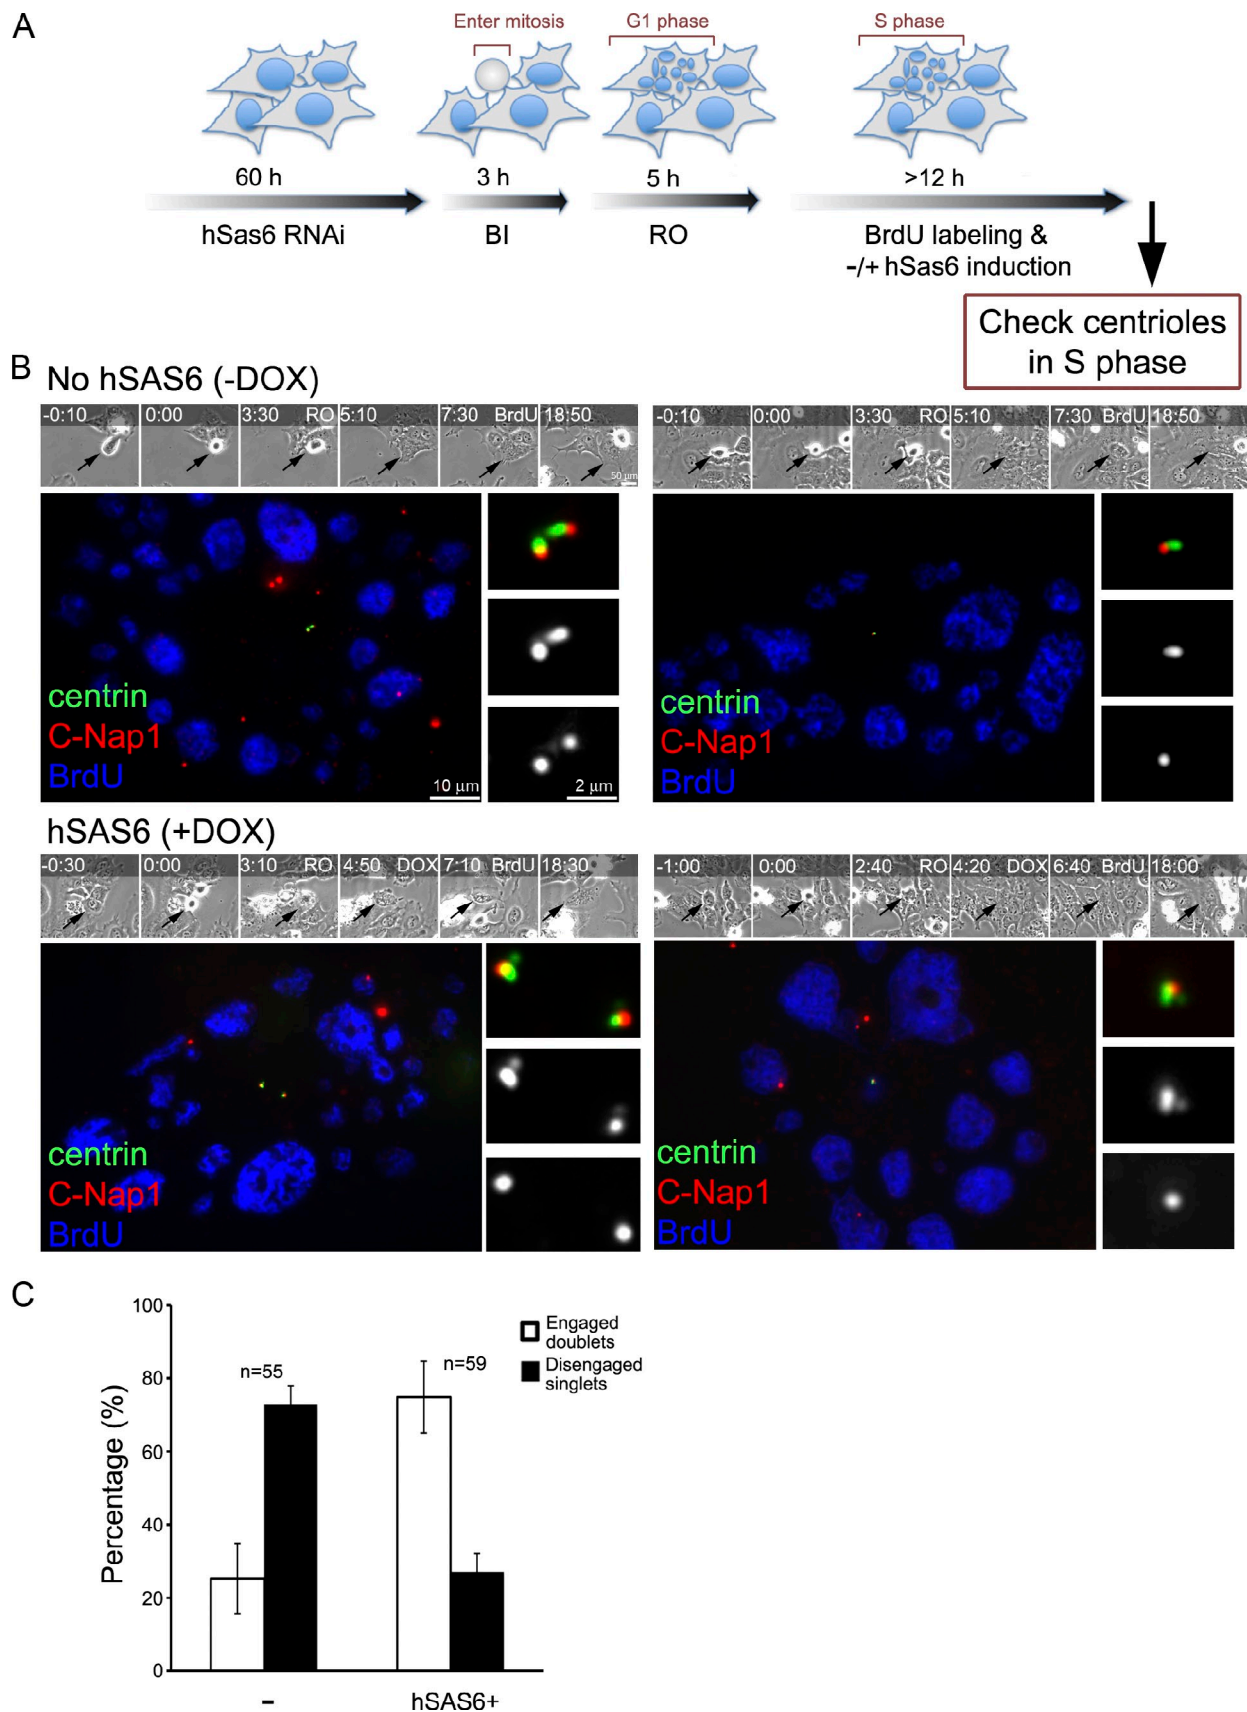 A
Enter mitosis
G1 phase
S phase
60 h
3 h
5 h
>12 h
hSas6 RNAi
BI
RO
BrdU labeling &
-/+ hSas6 induction
Check centrioles
in S phase
B
No hSAS6 (-DOX)
-0:10 0:00 3:30 RO 5:10 7:30 BrdU 18:50
50 μm
-0:10 0:00 3:30 RO 5:10 7:30 BrdU 18:50
centrin
C-Nap1
BrdU
10 μm
2 μm
centrin
C-Nap1
BrdU
hSAS6 (+DOX)
-0:30 0:00 3:10 RO 4:50 DOX 7:10 BrdU 18:30
-1:00 0:00 2:40 RO 4:20 DOX 6:40 BrdU 18:00
centrin
C-Nap1
BrdU
centrin
C-Nap1
BrdU
C
Percentage (%)
100
80
60
40
20
0
n=55
n=59
Engaged
doublets
Disengaged
singlets
-
hSAS6+